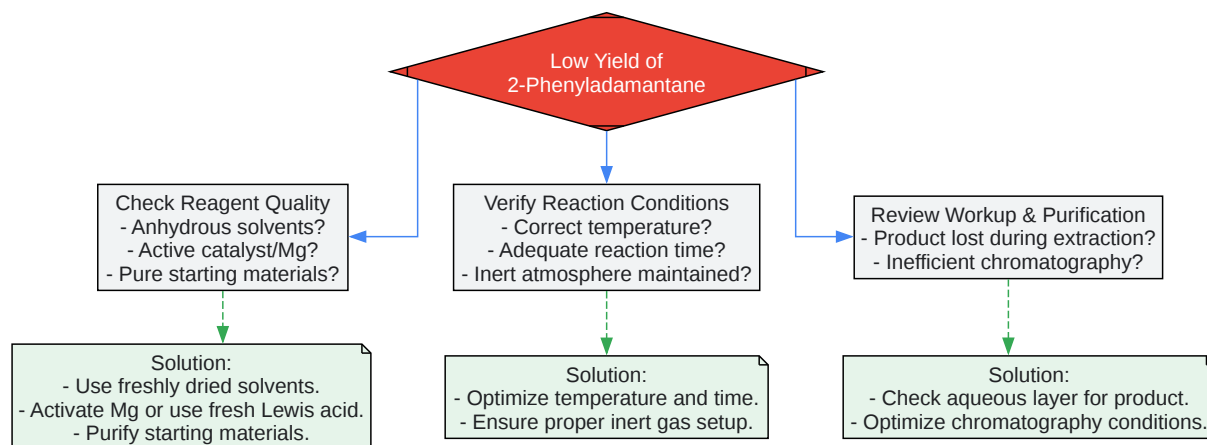 Low Yield of
2-Phenyladamantane
Check Reagent Quality
- Anhydrous solvents?
- Active catalyst/Mg?
- Pure starting materials?
Verify Reaction Conditions
- Correct temperature?
- Adequate reaction time?
- Inert atmosphere maintained?
Review Workup & Purification
- Product lost during extraction?
- Inefficient chromatography?
Solution:
- Use freshly dried solvents.
- Activate Mg or use fresh Lewis acid.
- Purify starting materials.
Solution:
- Optimize temperature and time.
- Ensure proper inert gas setup.
Solution:
- Check aqueous layer for product.
- Optimize chromatography conditions.